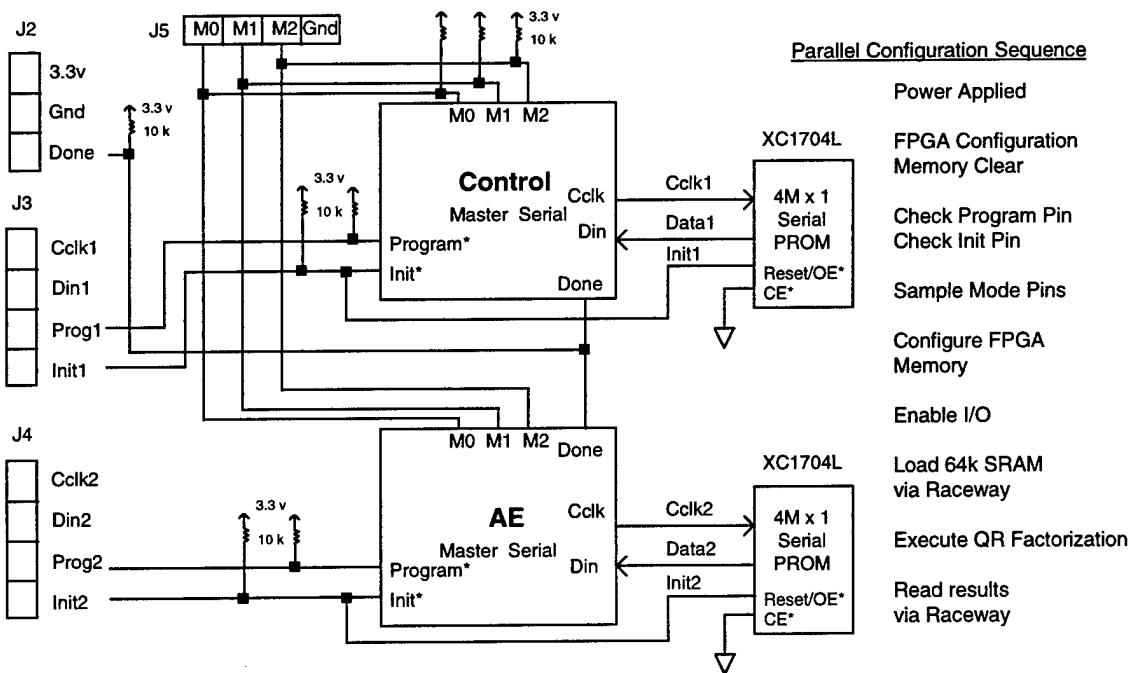 J2
3.3v
Gnd
Done
3.3 v
10 k
J5
M0 M1 M2 Gnd
3.3 v
10 k
M0 M1 M2
Control
Master Serial
Cclk
Din
Done
Program*
Init*
3.3 v
10 k
J3
Cclk1
Din1
Prog1
Init1
Cclk1
Data1
Init1
XC1704L
4M x 1
Serial
PROM
Reset/OE*
CE*
J4
Cclk2
Din2
Prog2
Init2
3.3 v
10 k
M0 M1 M2
Done
AE
Master Serial
Cclk
Din
Program*
Init*
Cclk2
Data2
Init2
XC1704L
4M x 1
Serial
PROM
Reset/OE*
CE*
Parallel Configuration Sequence
Power Applied
FPGA Configuration
Memory Clear
Check Program Pin
Check Init Pin
Sample Mode Pins
Configure FPGA
Memory
Enable I/O
Load 64k SRAM
via Raceway
Execute QR Factorization
Read results
via Raceway